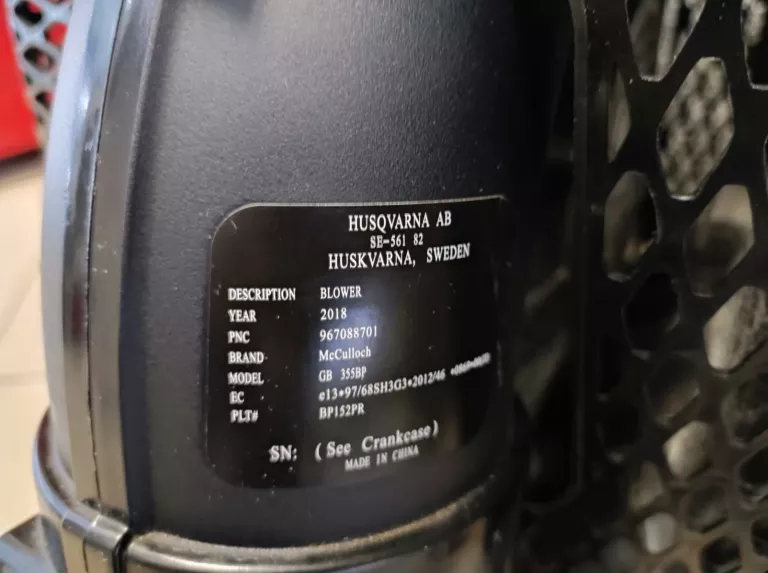 HUSQVARNA AB
SE-561 82
HUSKVARNA, SWEDEN
DESCRIPTION BLOWER
YEAR 2018
PNC 967088701
BRAND McCulloch
MODEL GB 355BP
EC e13*97/68SH3G3*2012/46
PLT# BP152PR
SN: (See Crankcase)
MADE IN CHINA